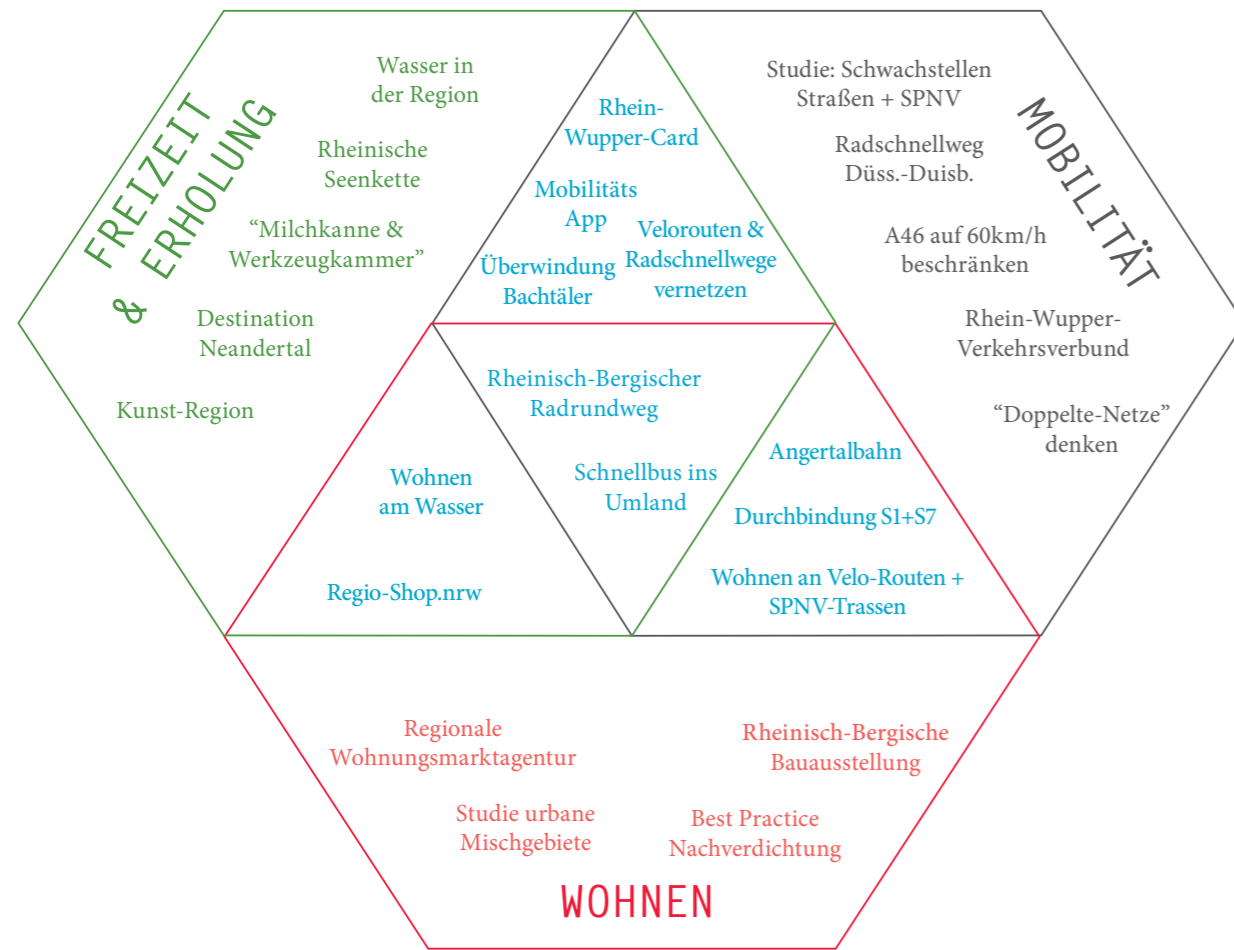 FREIZEIT
& ERHOLUNG
Wasser in
der Region
Rheinische
Seenkette
“Milchkanne &
Werkzeugkammer”
Destination
Neandertal
Kunst-Region
Rhein-
Wupper-Card
Mobilitäts
App
Velorouten &
Radschnellwege
vernetzen
Überwindung
Bachtäler
MOBILITÄT
Studie: Schwachstellen
Straßen + SPNV
Radschnellweg
Düss.-Duisb.
A46 auf 60km/h
beschränken
Rhein-Wupper-
Verkehrsverbund
“Doppelte-Netze”
denken
Rheinisch-Bergischer
Radrundweg
Schnellbus ins
Umland
Wohnen
am Wasser
Regio-Shop.nrw
Angertalbahn
Durchbindung S1+S7
Wohnen an Velo-Routen +
SPNV-Trassen
Regionale
Wohnungsmarktagentur
Rheinisch-Bergische
Bauausstellung
Studie urbane
Mischgebiete
Best Practice
Nachverdichtung
WOHNEN